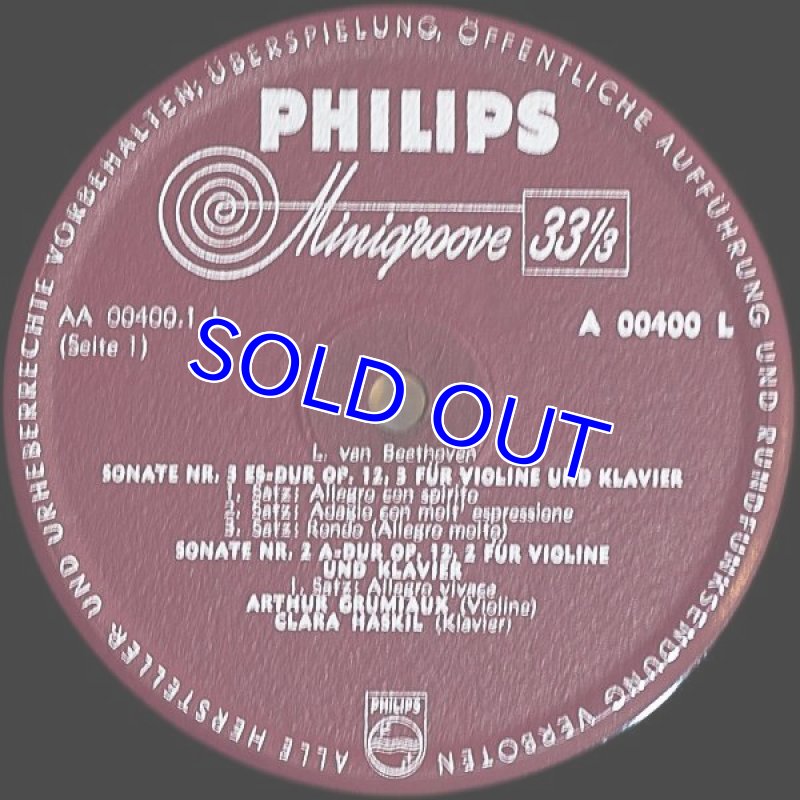 ALLE HERSTELLER UND URHEBERRECHTE VORBEHALTEN; ÜBERSPIELUNG, ÖFFENTLICHE AUFFÜHRUNG UND RUNDFUNKSENDUNG VERBOTEN
PHILIPS
Minigroove 33⅓
AA 00400.1 L
A 00400 L
(Seite 1)
SOLD OUT
L. van Beethoven
SONATE NR. 3 ES-DUR OP. 12, 3 FÜR VIOLINE UND KLAVIER
1. Satz: Allegro con spirito
2. Satz: Adagio con molt' espressione
3. Satz: Rondo (Allegro molto)
SONATE NR. 2 A-DUR OP. 12, 2 FÜR VIOLINE
UND KLAVIER
1. Satz: Allegro vivace
ARTHUR GRUMIAUX (Violine)
CLARA HASKIL (Klavier)
PHILIPS